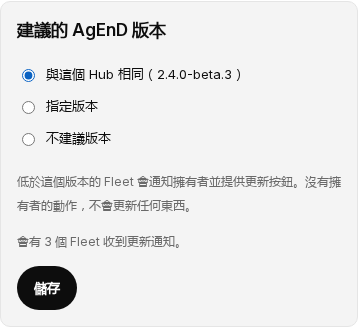 建議的 AgEnD 版本
與這個 Hub 相同（2.4.0-beta.3）
指定版本
不建議版本
低於這個版本的 Fleet 會通知擁有者並提供更新按鈕。沒有擁
有者的動作，不會更新任何東西。
會有 3 個 Fleet 收到更新通知。
儲存